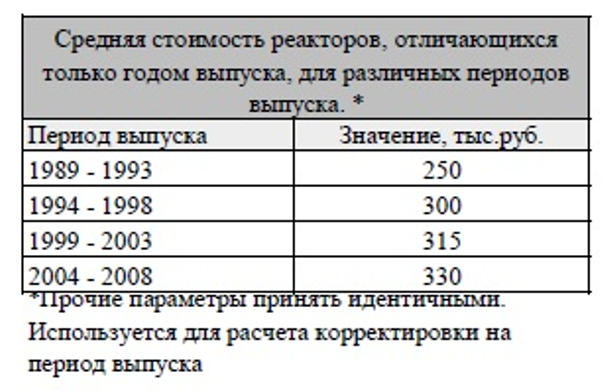 Средняя стоимость реакторов, отличающихся
только годом выпуска, для различных периодов
выпуска. *
Период выпуска Значение, тыс.руб.
1989 - 1993 250
1994 - 1998 300
1999 - 2003 315
2004 - 2008 330
*Прочие параметры принять идентичными.
Используется для расчета корректировки на
период выпуска